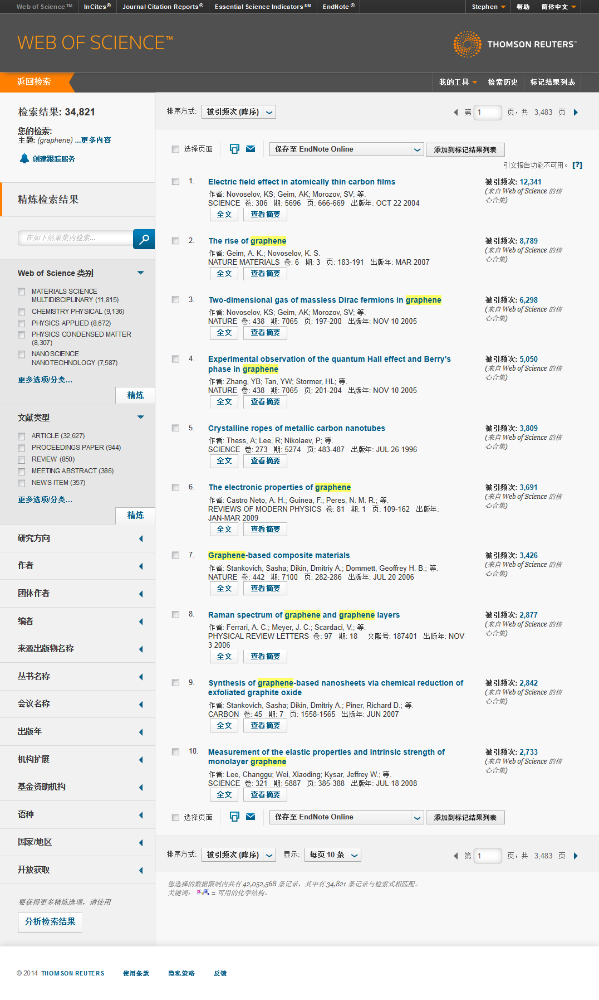 Web of Science™ InCites® Journal Citation Reports® Essential Science Indicators℠ EndNote® Stephen 帮助 简体中文
WEB OF SCIENCE™
THOMSON REUTERS™
返回检索 我的工具 检索历史 标记结果列表
检索结果: 34,821
您的检索:
主题: (graphene) ...更多内容
创建跟踪服务
精炼检索结果
在如下结果集内检索...
Web of Science 类别
MATERIALS SCIENCE
MULTIDISCIPLINARY (11,815)
CHEMISTRY PHYSICAL (9,136)
PHYSICS APPLIED (8,672)
PHYSICS CONDENSED MATTER
(8,307)
NANOSCIENCE
NANOTECHNOLOGY (7,587)
更多选项/分类...
精炼
文献类型
ARTICLE (32,627)
PROCEEDINGS PAPER (944)
REVIEW (850)
MEETING ABSTRACT (386)
NEWS ITEM (357)
更多选项/分类...
精炼
研究方向
作者
团体作者
编者
来源出版物名称
丛书名称
会议名称
出版年
机构扩展
基金资助机构
语种
国家/地区
开放获取
要获得更多精炼选项，请使用
分析检索结果
排序方式: 被引频次 (降序) 第 1 页，共 3,483 页
选择页面 保存至 EndNote Online 添加到标记结果列表
引文报告功能不可用。 [?]
1. Electric field effect in atomically thin carbon films
作者: Novoselov, KS; Geim, AK; Morozov, SV; 等.
SCIENCE 卷: 306 期: 5696 页: 666-669 出版年: OCT 22 2004
全文 查看摘要
被引频次: 12,341
(来自 Web of Science 的核
心合集)
2. The rise of graphene
作者: Geim, A. K.; Novoselov, K. S.
NATURE MATERIALS 卷: 6 期: 3 页: 183-191 出版年: MAR 2007
全文 查看摘要
被引频次: 8,789
(来自 Web of Science 的核
心合集)
3. Two-dimensional gas of massless Dirac fermions in graphene
作者: Novoselov, KS; Geim, AK; Morozov, SV; 等.
NATURE 卷: 438 期: 7065 页: 197-200 出版年: NOV 10 2005
全文 查看摘要
被引频次: 6,298
(来自 Web of Science 的核
心合集)
4. Experimental observation of the quantum Hall effect and Berry's
phase in graphene
作者: Zhang, YB; Tan, YW; Stormer, HL; 等.
NATURE 卷: 438 期: 7065 页: 201-204 出版年: NOV 10 2005
全文 查看摘要
被引频次: 5,050
(来自 Web of Science 的核
心合集)
5. Crystalline ropes of metallic carbon nanotubes
作者: Thess, A; Lee, R; Nikolaev, P; 等.
SCIENCE 卷: 273 期: 5274 页: 483-487 出版年: JUL 26 1996
全文 查看摘要
被引频次: 3,809
(来自 Web of Science 的核
心合集)
6. The electronic properties of graphene
作者: Castro Neto, A. H.; Guinea, F.; Peres, N. M. R.; 等.
REVIEWS OF MODERN PHYSICS 卷: 81 期: 1 页: 109-162 出版年:
JAN-MAR 2009
全文 查看摘要
被引频次: 3,691
(来自 Web of Science 的核
心合集)
7. Graphene-based composite materials
作者: Stankovich, Sasha; Dikin, Dmitriy A.; Dommett, Geoffrey H. B.; 等.
NATURE 卷: 442 期: 7100 页: 282-286 出版年: JUL 20 2006
全文 查看摘要
被引频次: 3,426
(来自 Web of Science 的核
心合集)
8. Raman spectrum of graphene and graphene layers
作者: Ferrari, A. C.; Meyer, J. C.; Scardaci, V.; 等.
PHYSICAL REVIEW LETTERS 卷: 97 期: 18 文献号: 187401 出版年: NOV
3 2006
全文 查看摘要
被引频次: 2,877
(来自 Web of Science 的核
心合集)
9. Synthesis of graphene-based nanosheets via chemical reduction of
exfoliated graphite oxide
作者: Stankovich, Sasha; Dikin, Dmitriy A.; Piner, Richard D.; 等.
CARBON 卷: 45 期: 7 页: 1558-1565 出版年: JUN 2007
全文 查看摘要
被引频次: 2,842
(来自 Web of Science 的核
心合集)
10. Measurement of the elastic properties and intrinsic strength of
monolayer graphene
作者: Lee, Changgu; Wei, Xiaoding; Kysar, Jeffrey W.; 等.
SCIENCE 卷: 321 期: 5887 页: 385-388 出版年: JUL 18 2008
全文 查看摘要
被引频次: 2,733
(来自 Web of Science 的核
心合集)
选择页面 保存至 EndNote Online 添加到标记结果列表
排序方式: 被引频次 (降序) 显示: 每页 10 条 第 1 页，共 3,483 页
您选择的数据限制内共有 42,052,568 条记录，其中有 34,821 条记录与检索式相匹配。
关键词： = 可用的化学结构。
© 2014 THOMSON REUTERS 使用条款 隐私策略 反馈